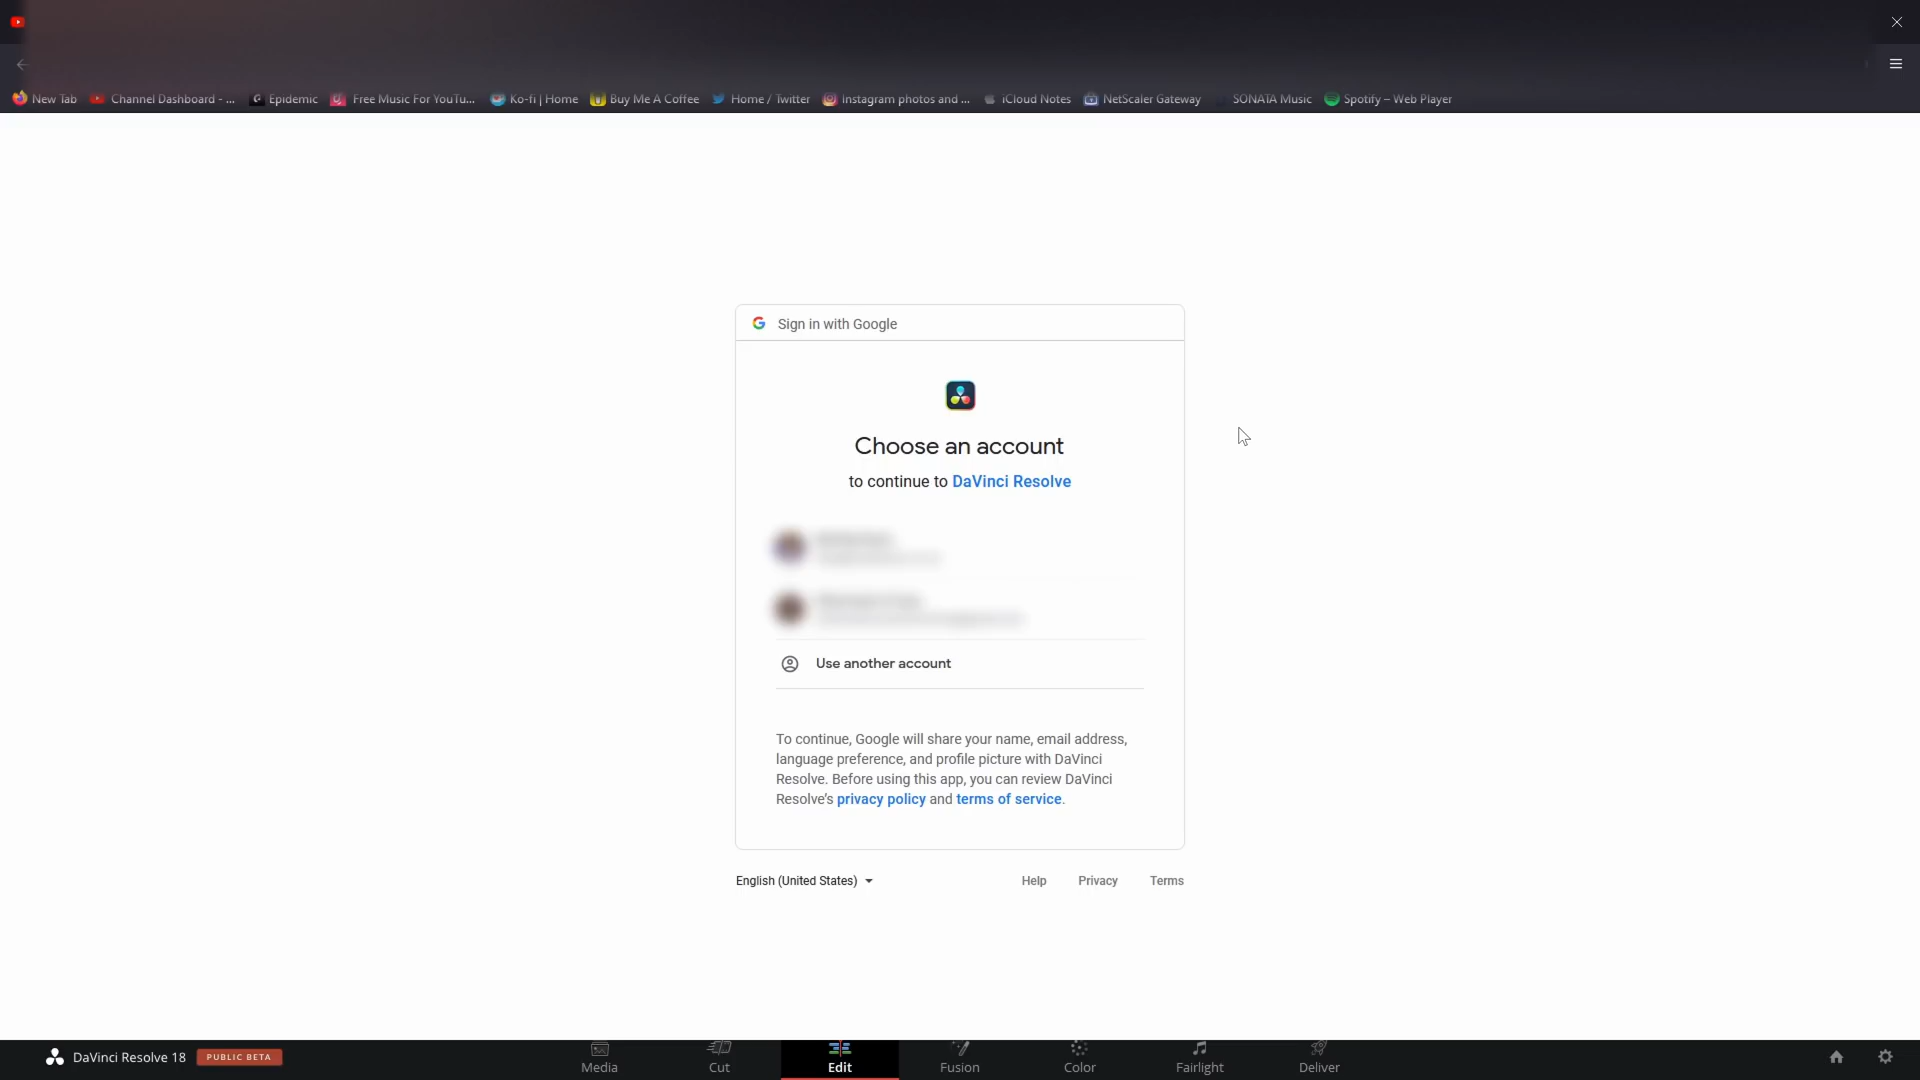 New Tab Channel Dashboard - ... Epidemic Free Music For YouTu... Ko-fi | Home Buy Me A Coffee Home / Twitter Instagram photos and ... iCloud Notes NetScaler Gateway SONATA Music Spotify – Web Player
Sign in with Google
Choose an account
to continue to DaVinci Resolve
Use another account
To continue, Google will share your name, email address,
language preference, and profile picture with DaVinci
Resolve. Before using this app, you can review DaVinci
Resolve's privacy policy and terms of service.
English (United States) Help Privacy Terms
DaVinci Resolve 18 PUBLIC BETA Media Cut Edit Fusion Color Fairlight Deliver